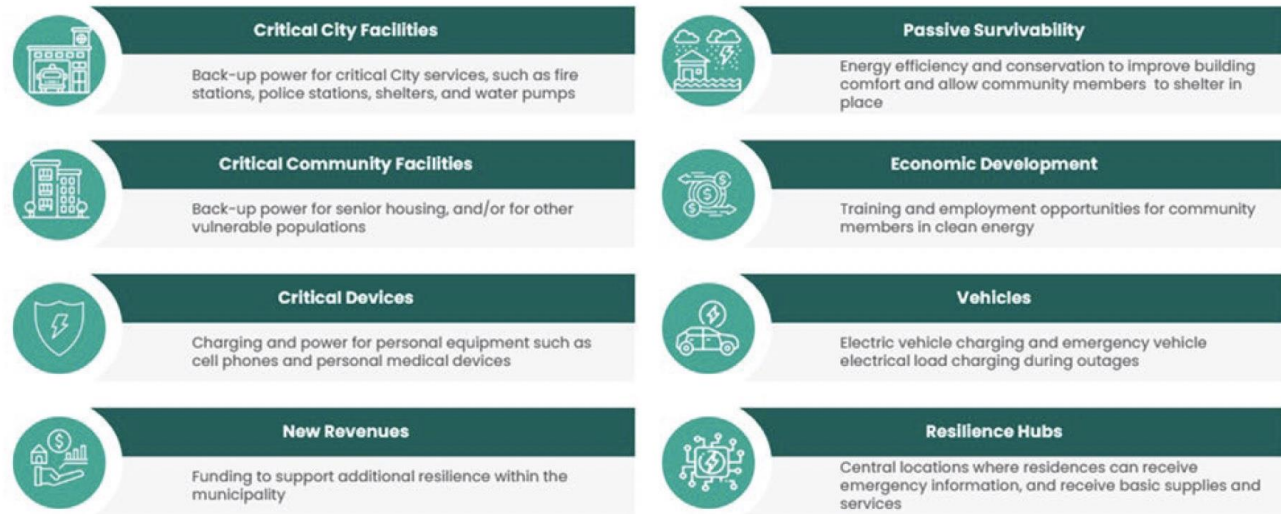 Critical City Facilities
Back-up power for critical CIty services, such as fire
stations, police stations, shelters, and water pumps
Critical Community Facilities
Back-up power for senior housing, and/or for other
vulnerable populations
Critical Devices
Charging and power for personal equipment such as
cell phones and personal medical devices
New Revenues
Funding to support additional resilience within the
municipality
Passive Survivability
Energy efficiency and conservation to improve building
comfort and allow community members to shelter in
place
Economic Development
Training and employment opportunities for community
members in clean energy
Vehicles
Electric vehicle charging and emergency vehicle
electrical load charging during outages
Resilience Hubs
Central locations where residences can receive
emergency information, and receive basic supplies and
services